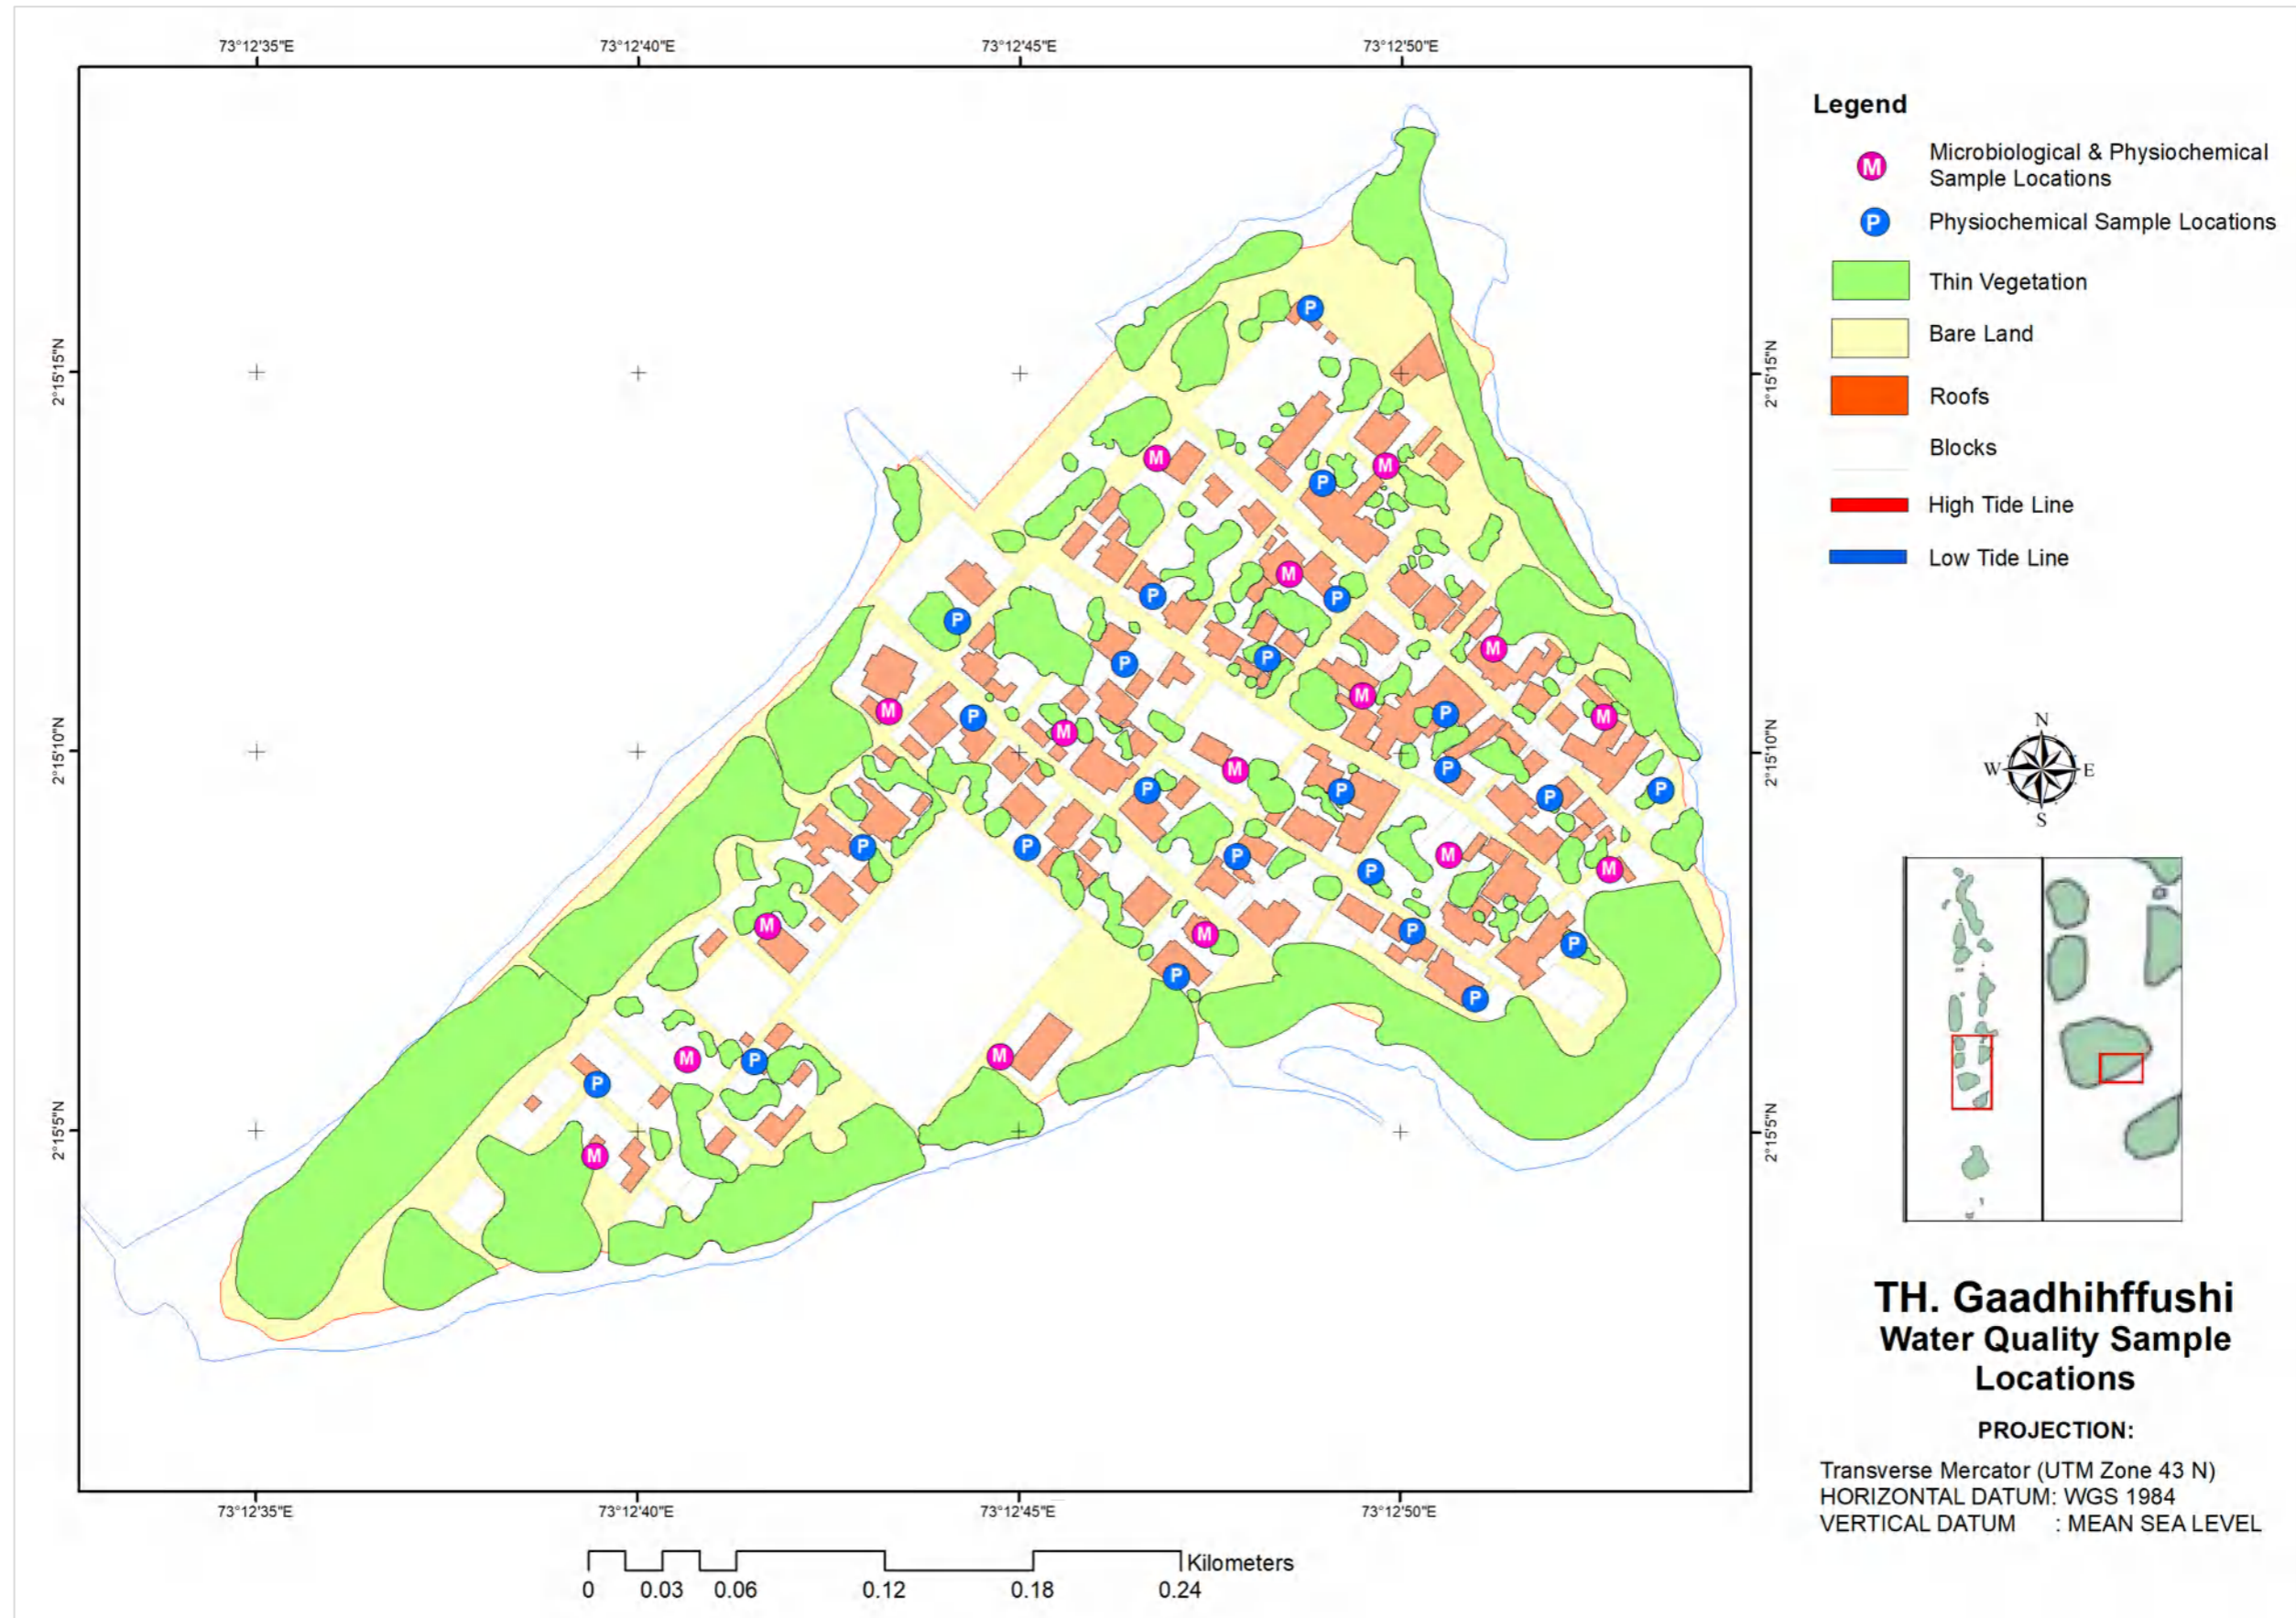 73°12'35"E
73°12'40"E
73°12'45"E
73°12'50"E
2°15'15"N
2°15'10"N
2°15'5"N
P
M
M
P
M
P
P
P
M
P
P
M
M
P
M
P
M
P
M
M
P
P
P
P
P
P
P
M
P
P
M
M
P
M
P
M
P
P
M
M
P
P
M
2°15'15"N
2°15'10"N
2°15'5"N
73°12'35"E
73°12'40"E
73°12'45"E
73°12'50"E
Kilometers
0 0.03 0.06 0.12 0.18 0.24
Legend
M Microbiological & Physiochemical
Sample Locations
P Physiochemical Sample Locations
Thin Vegetation
Bare Land
Roofs
Blocks
High Tide Line
Low Tide Line
N
W E
S
TH. Gaadhihffushi
Water Quality Sample
Locations
PROJECTION:
Transverse Mercator (UTM Zone 43 N)
HORIZONTAL DATUM: WGS 1984
VERTICAL DATUM : MEAN SEA LEVEL